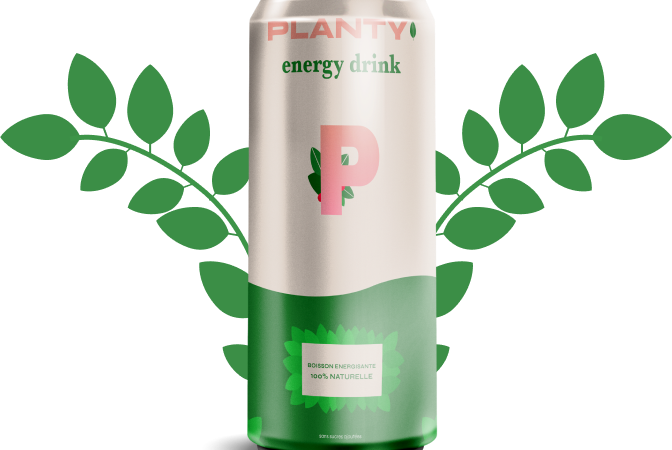 PLANTY
energy drink
P
BOISSON ENERGISANTE
100% NATURELLE